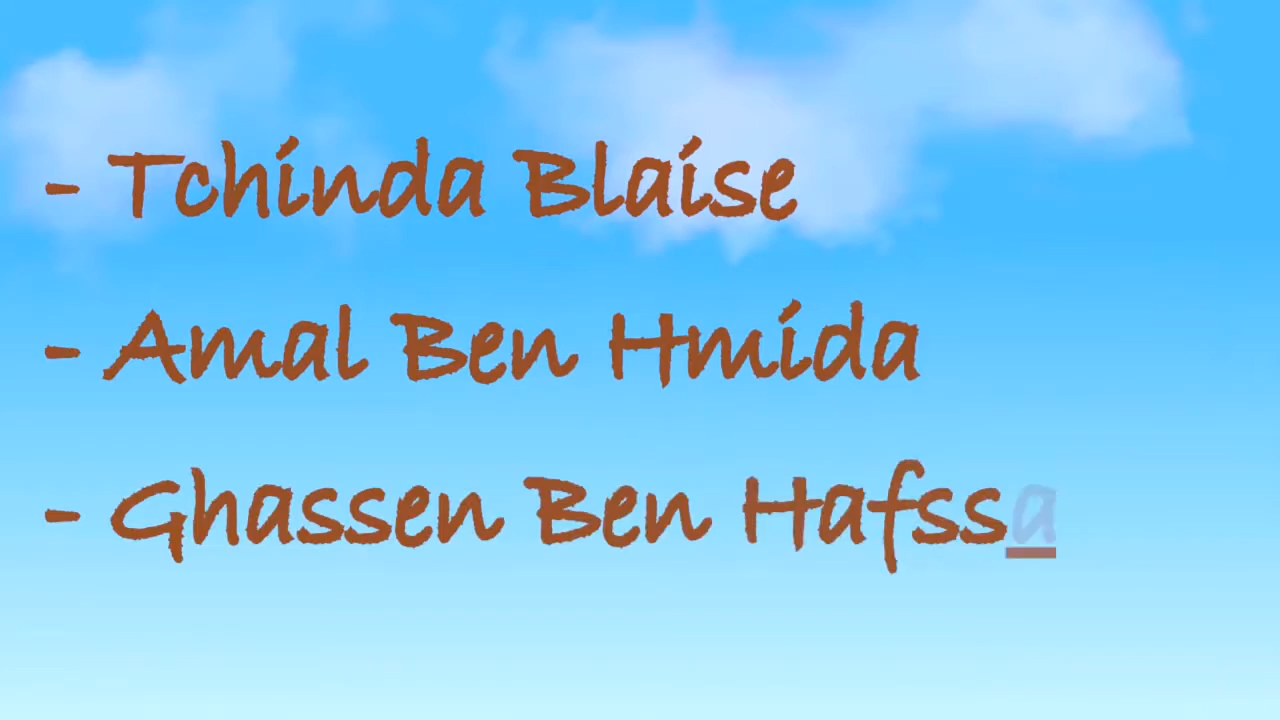 - Tchinda Blaise
- Amal Ben Hmida
- Ghassen Ben Hafssa